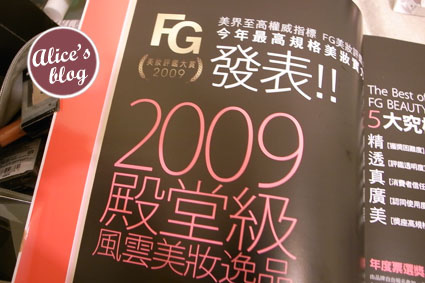 Alice's
blog
FG
美妝評鑑大賞
2009
美界至高權威指標 FG美妝評
今年最高規格美妝賞
發表!!
2009
殿堂級
風雲美妝逸品
The Best of
FG BEAUTY
5大究極
精
透
真
廣
美
年度票選獎